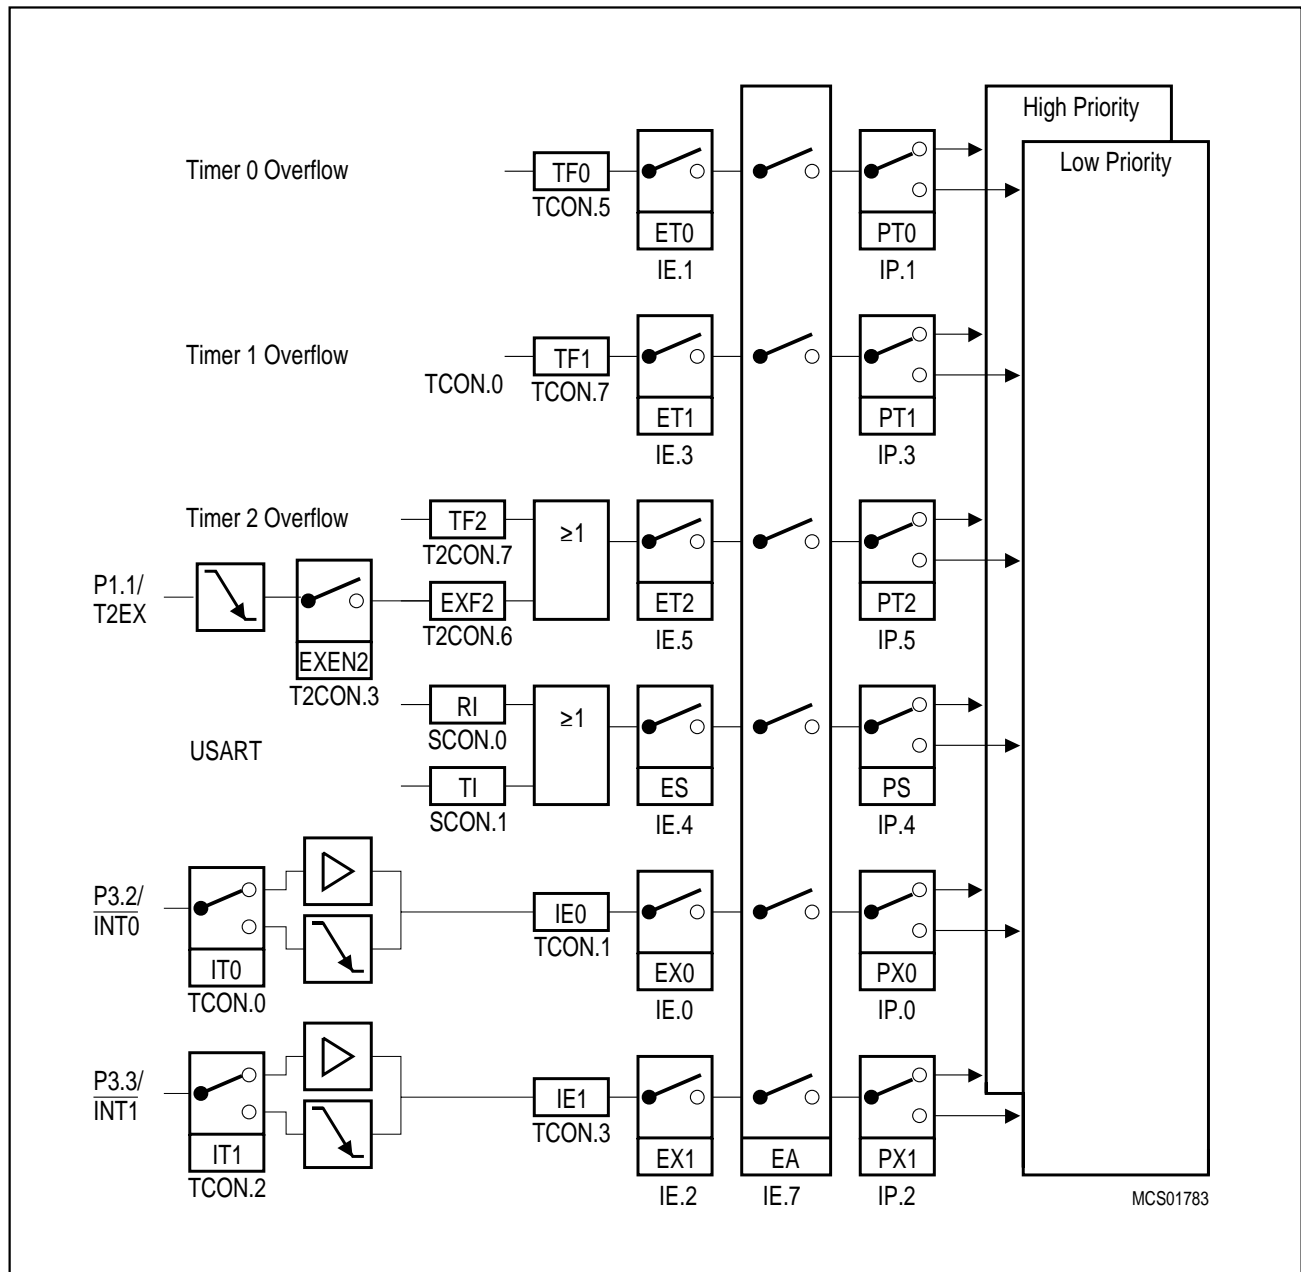 High Priority
Low Priority
Timer 0 Overflow
TF0
TCON.5
ET0
IE.1
PT0
IP.1
Timer 1 Overflow
TCON.0
TF1
TCON.7
ET1
IE.3
PT1
IP.3
Timer 2 Overflow
TF2
T2CON.7
≥1
P1.1/
T2EX
EXEN2
T2CON.3
EXF2
T2CON.6
ET2
IE.5
PT2
IP.5
USART
RI
SCON.0
≥1
TI
SCON.1
ES
IE.4
PS
IP.4
P3.2/
INT0
IT0
TCON.0
IE0
TCON.1
EX0
IE.0
PX0
IP.0
P3.3/
INT1
IT1
TCON.2
IE1
TCON.3
EX1
IE.2
EA
IE.7
PX1
IP.2
MCS01783